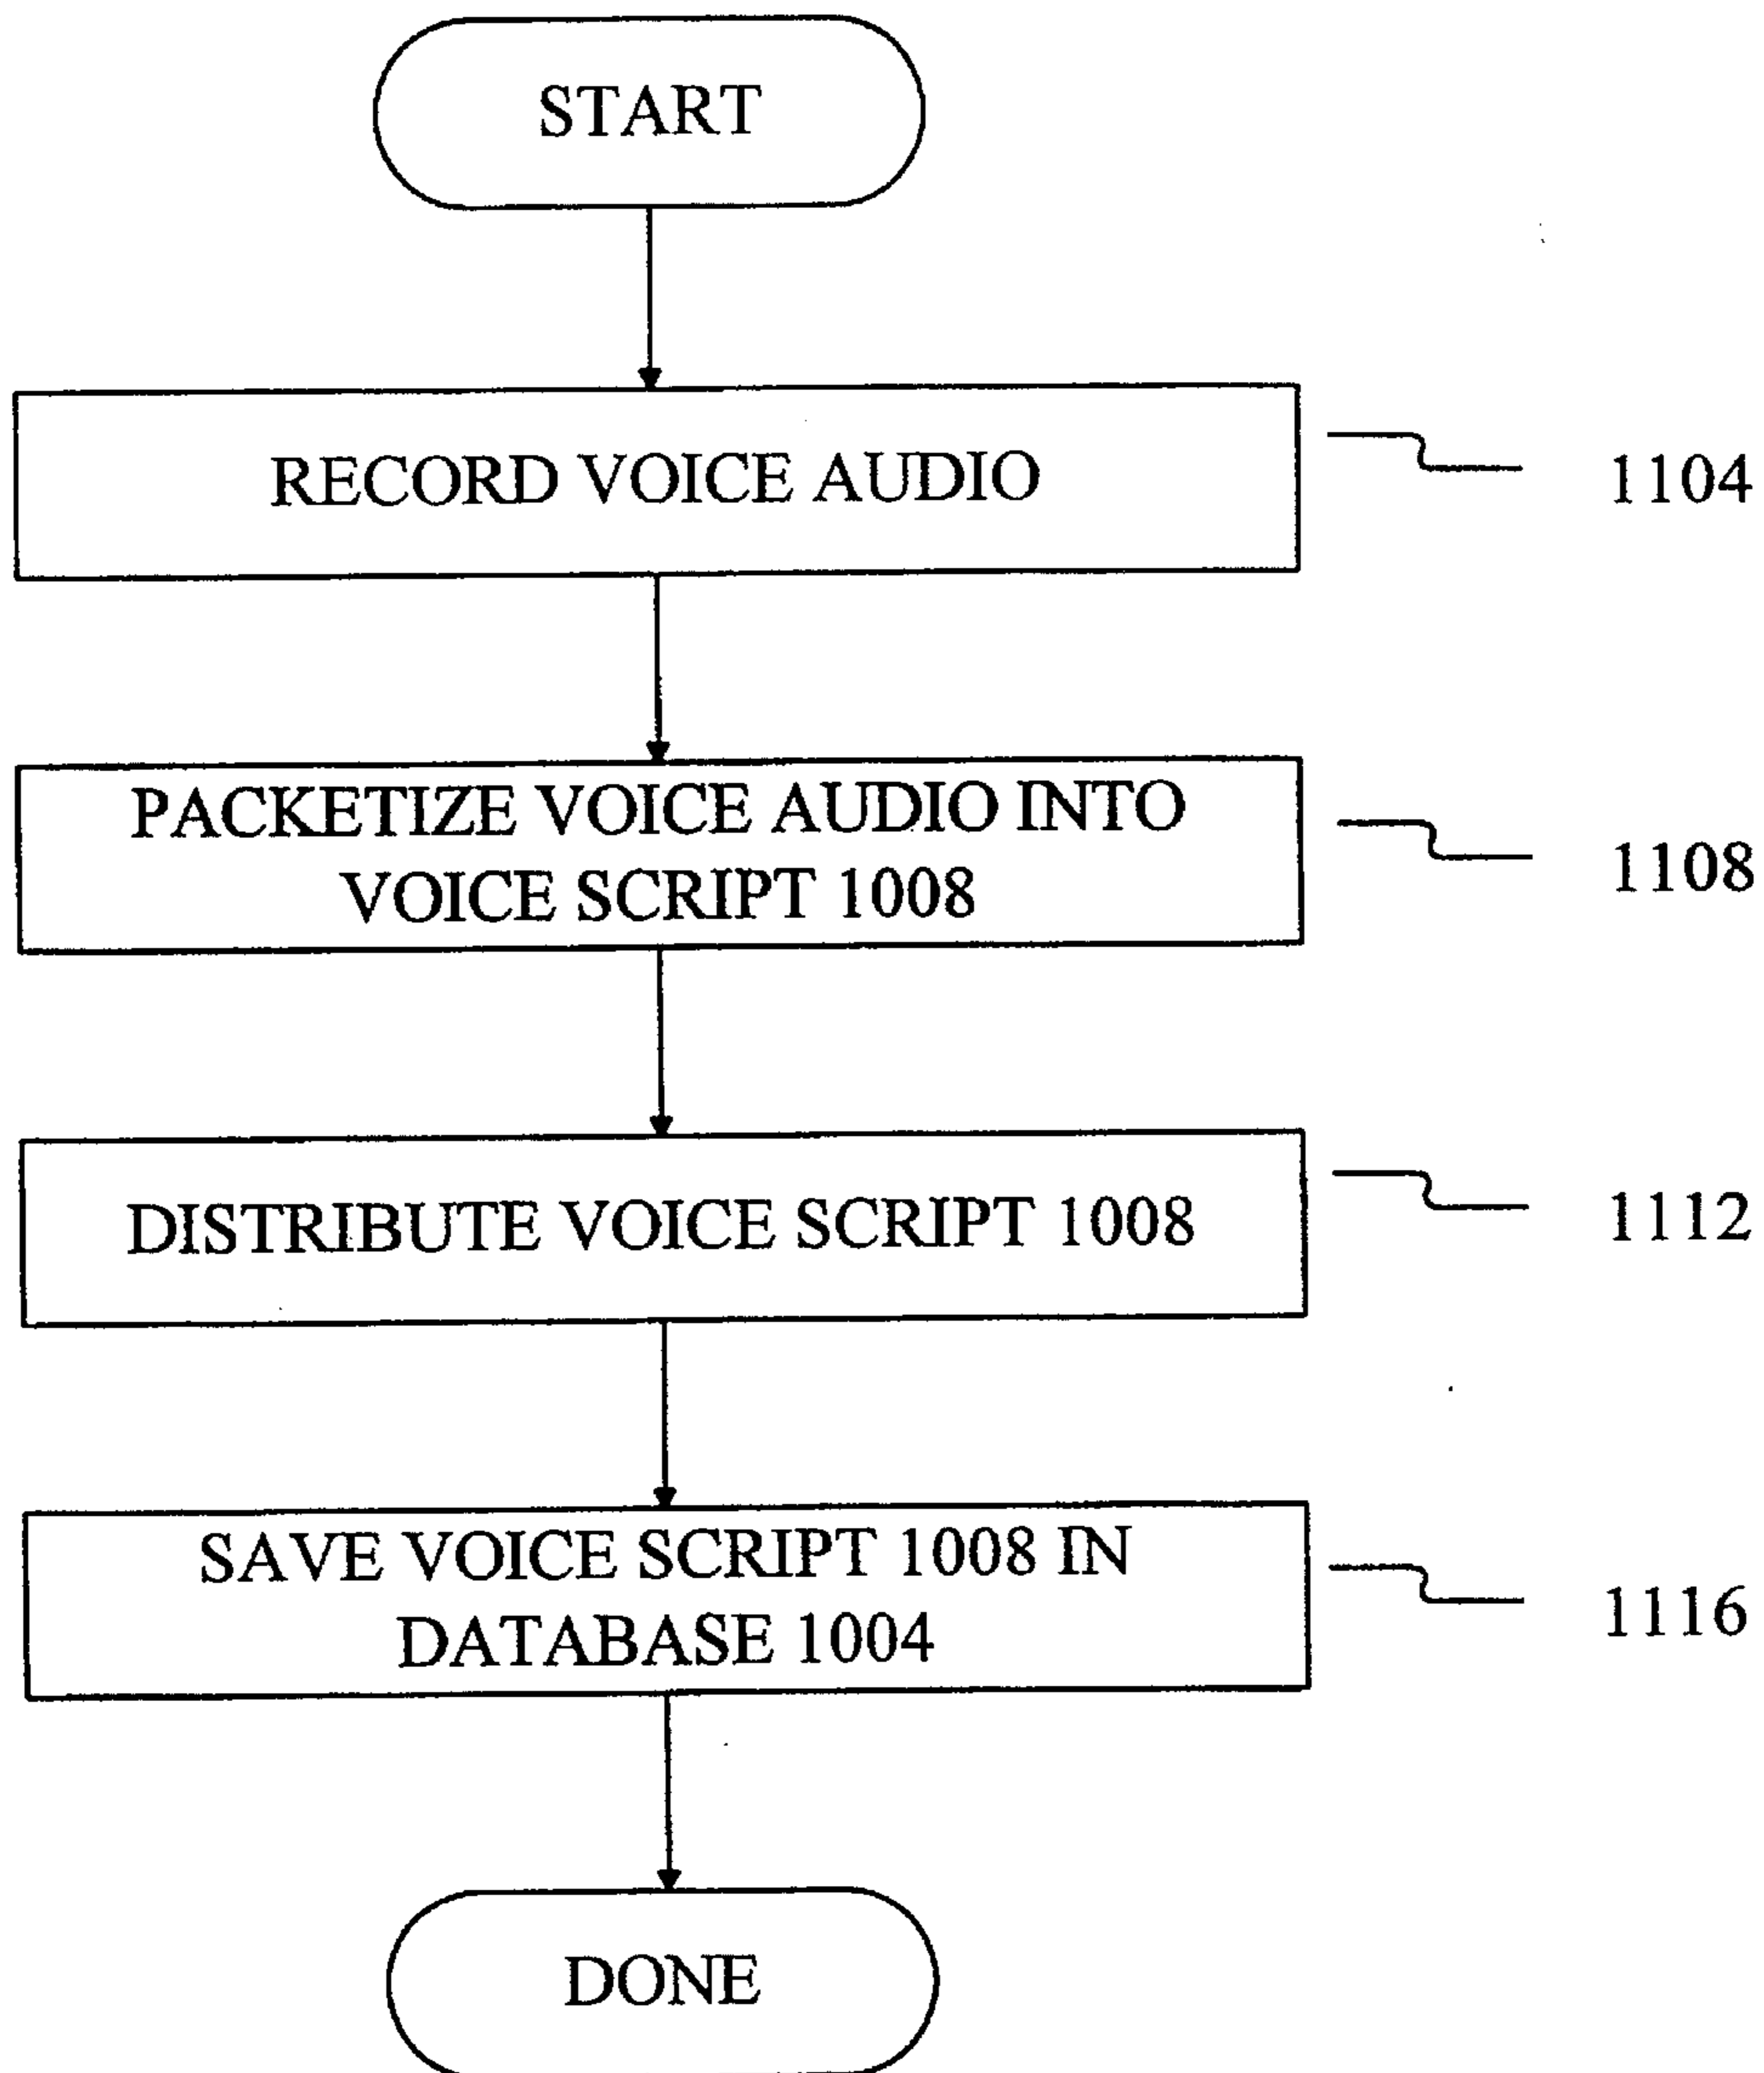 START
RECORD VOICE AUDIO
1104
PACKETIZE VOICE AUDIO INTO
VOICE SCRIPT 1008
1108
DISTRIBUTE VOICE SCRIPT 1008
1112
SAVE VOICE SCRIPT 1008 IN
DATABASE 1004
1116
DONE